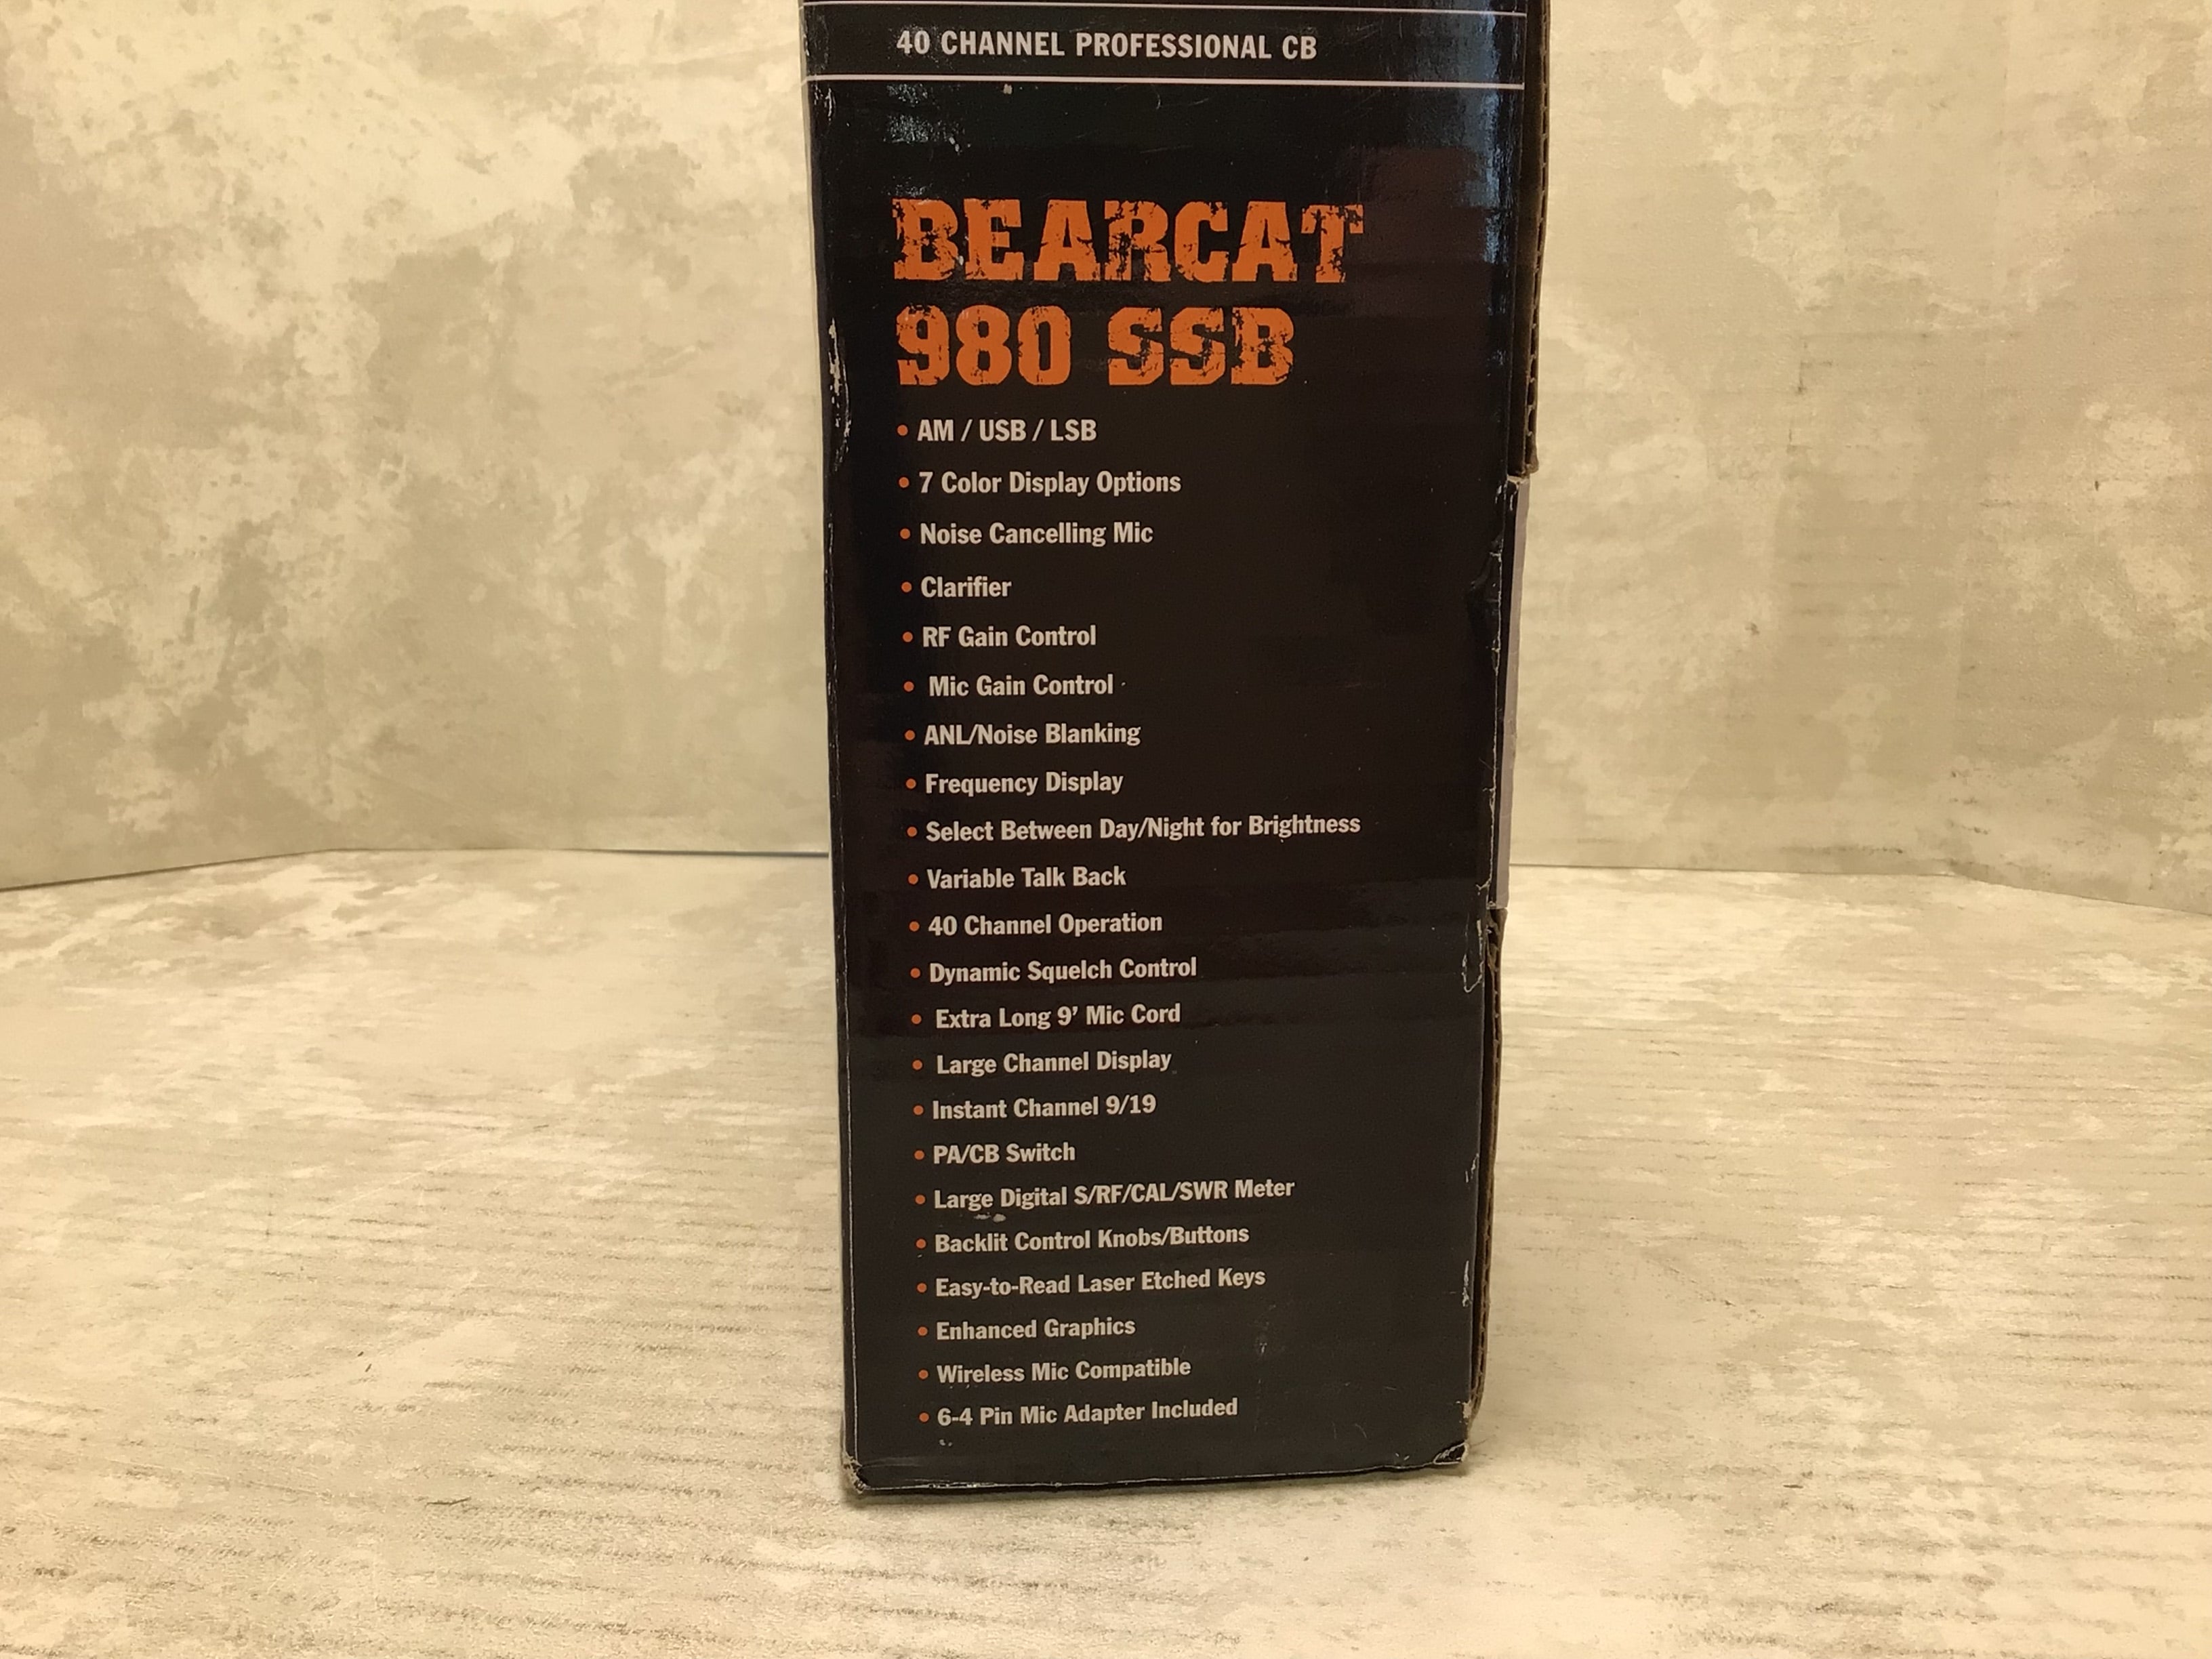 40 CHANNEL PROFESSIONAL CB
BEARCAT
980 SSB
• AM / USB / LSB
• 7 Color Display Options
• Noise Cancelling Mic
• Clarifier
• RF Gain Control
• Mic Gain Control
• ANL/Noise Blanking
• Frequency Display
• Select Between Day/Night for Brightness
• Variable Talk Back
• 40 Channel Operation
• Dynamic Squelch Control
• Extra Long 9' Mic Cord
• Large Channel Display
• Instant Channel 9/19
• PA/CB Switch
• Large Digital S/RF/CAL/SWR Meter
• Backlit Control Knobs/Buttons
• Easy-to-Read Laser Etched Keys
• Enhanced Graphics
• Wireless Mic Compatible
• 6-4 Pin Mic Adapter Included